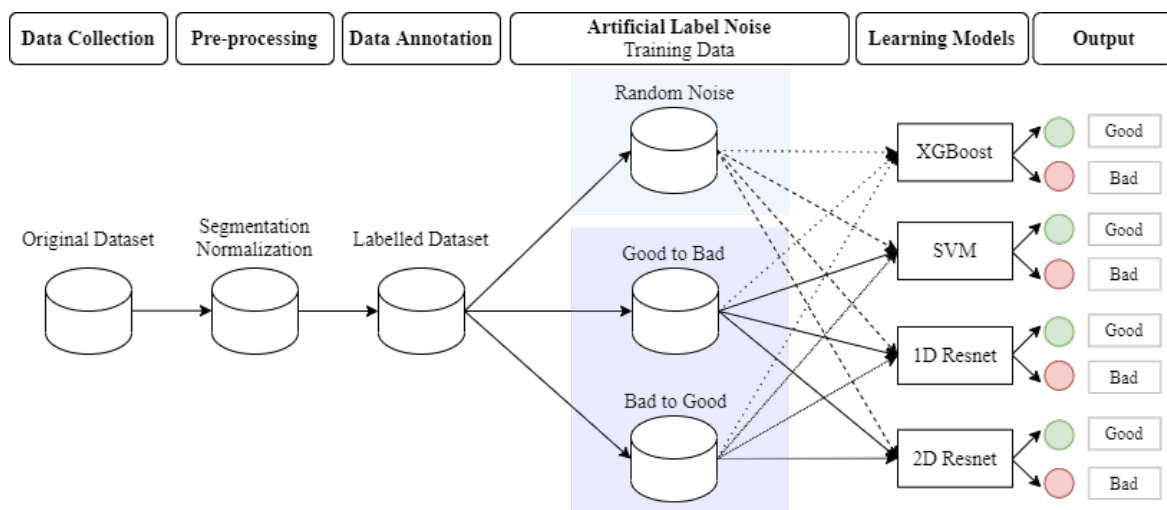 Data Collection
Pre-processing
Data Annotation
Artificial Label Noise
Training Data
Learning Models
Output
Original Dataset
Segmentation
Normalization
Labelled Dataset
Random Noise
Good to Bad
Bad to Good
XGBoost
Good
Bad
SVM
Good
Bad
1D Resnet
Good
Bad
2D Resnet
Good
Bad